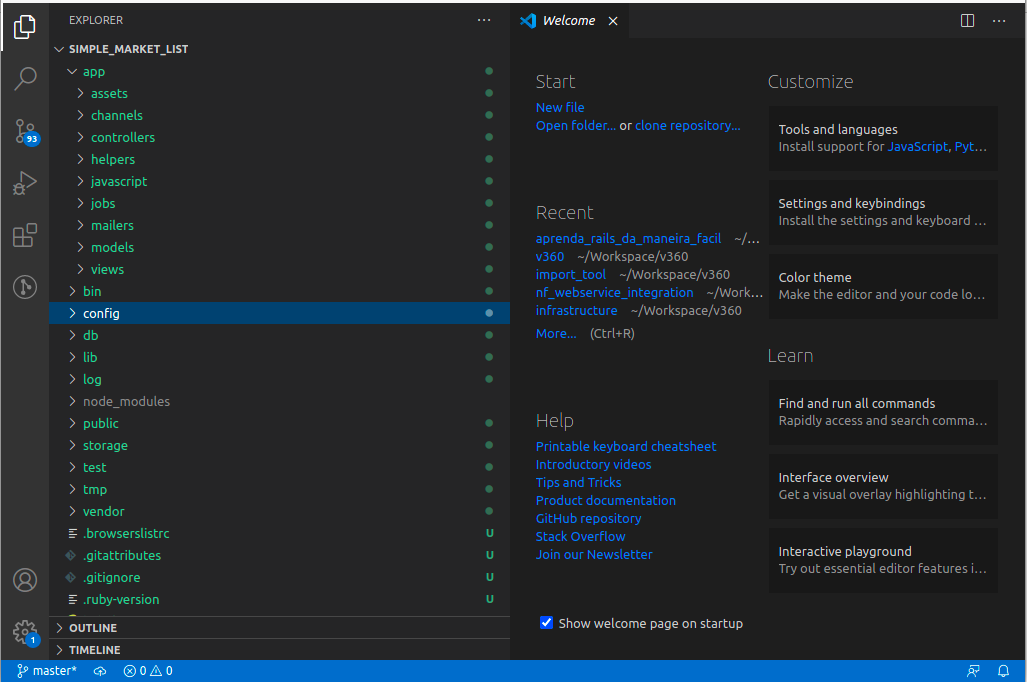 EXPLORER
SIMPLE_MARKET_LIST
app
assets
channels
controllers
helpers
javascript
jobs
mailers
models
views
bin
config
db
lib
log
node_modules
public
storage
test
tmp
vendor
.browserslistrc U
.gitattributes U
.gitignore U
.ruby-version U
OUTLINE
TIMELINE
93
1
Welcome
Start
New file
Open folder... or clone repository...
Recent
aprenda_rails_da_maneira_facil ~/...
v360 ~/Workspace/v360
import_tool ~/Workspace/v360
nf_webservice_integration ~/Work...
infrastructure ~/Workspace/v360
More... (Ctrl+R)
Help
Printable keyboard cheatsheet
Introductory videos
Tips and Tricks
Product documentation
GitHub repository
Stack Overflow
Join our Newsletter
Show welcome page on startup
Customize
Tools and languages
Install support for JavaScript, Pyt...
Settings and keybindings
Install the settings and keyboard ...
Color theme
Make the editor and your code lo...
Learn
Find and run all commands
Rapidly access and search comma...
Interface overview
Get a visual overlay highlighting t...
Interactive playground
Try out essential editor features i...
master* 0 0